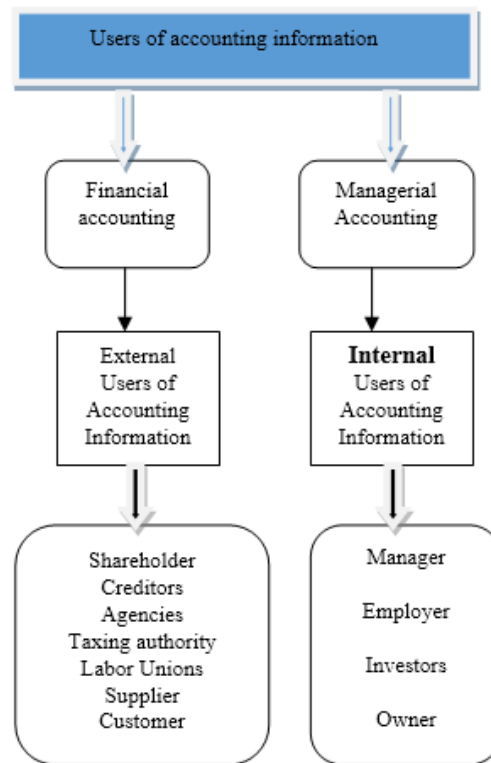 Users of accounting information
Financial
accounting
Managerial
Accounting
External
Users of
Accounting
Information
Internal
Users of
Accounting
Information
Shareholder
Creditors
Agencies
Taxing authority
Labor Unions
Supplier
Customer
Manager
Employer
Investors
Owner